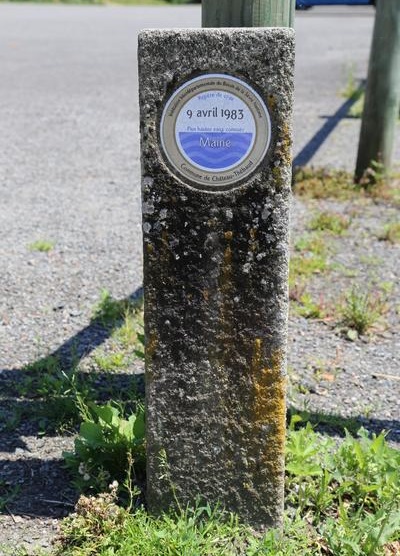 Repère de crue
9 avril 1983
Plus hautes eaux connues
Maine
Commune de Château-Thébaud